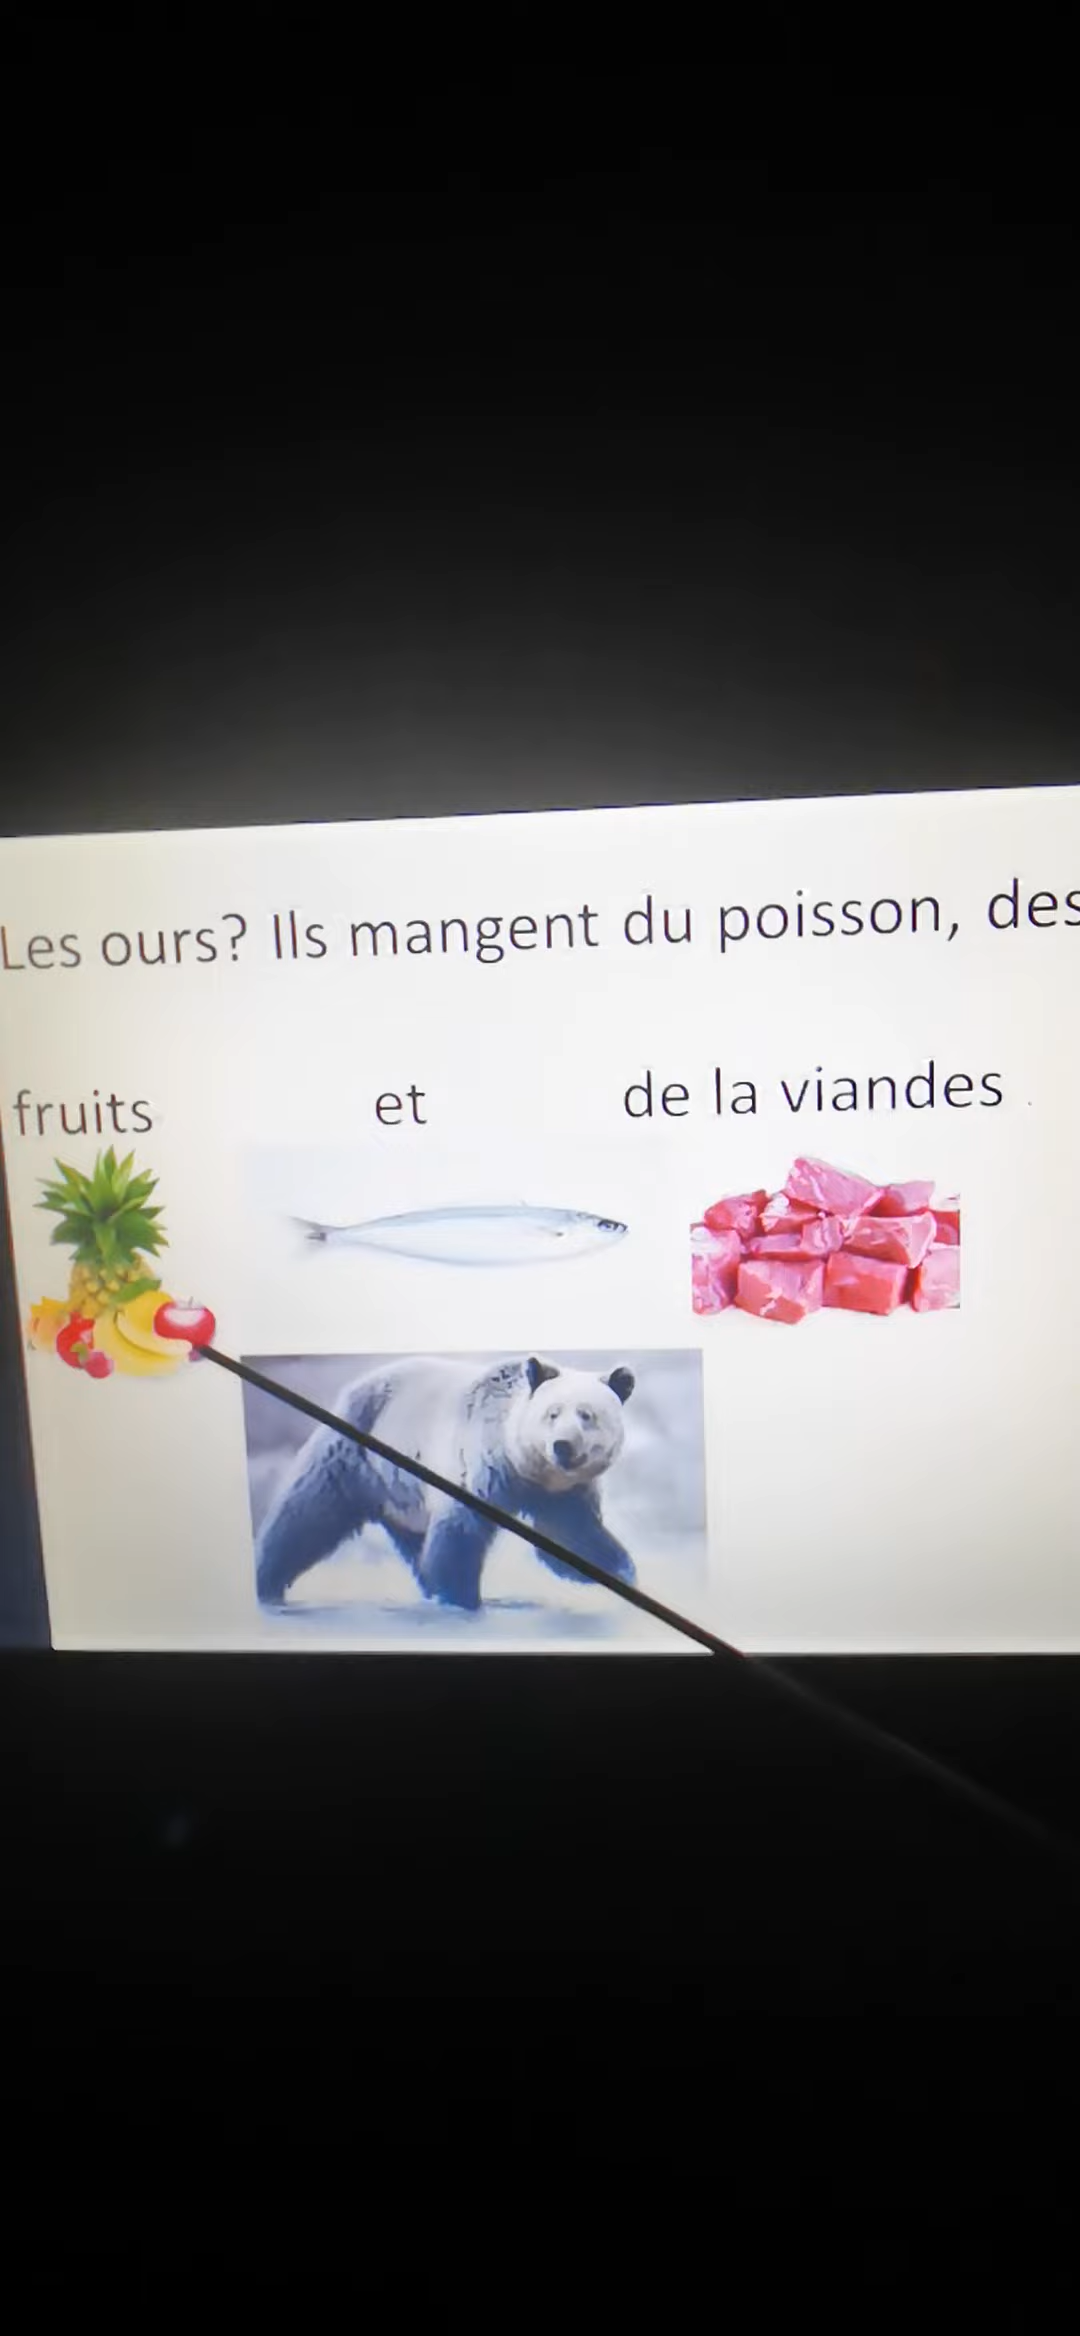 Les ours? Ils mangent du poisson, des
fruits et de la viandes .